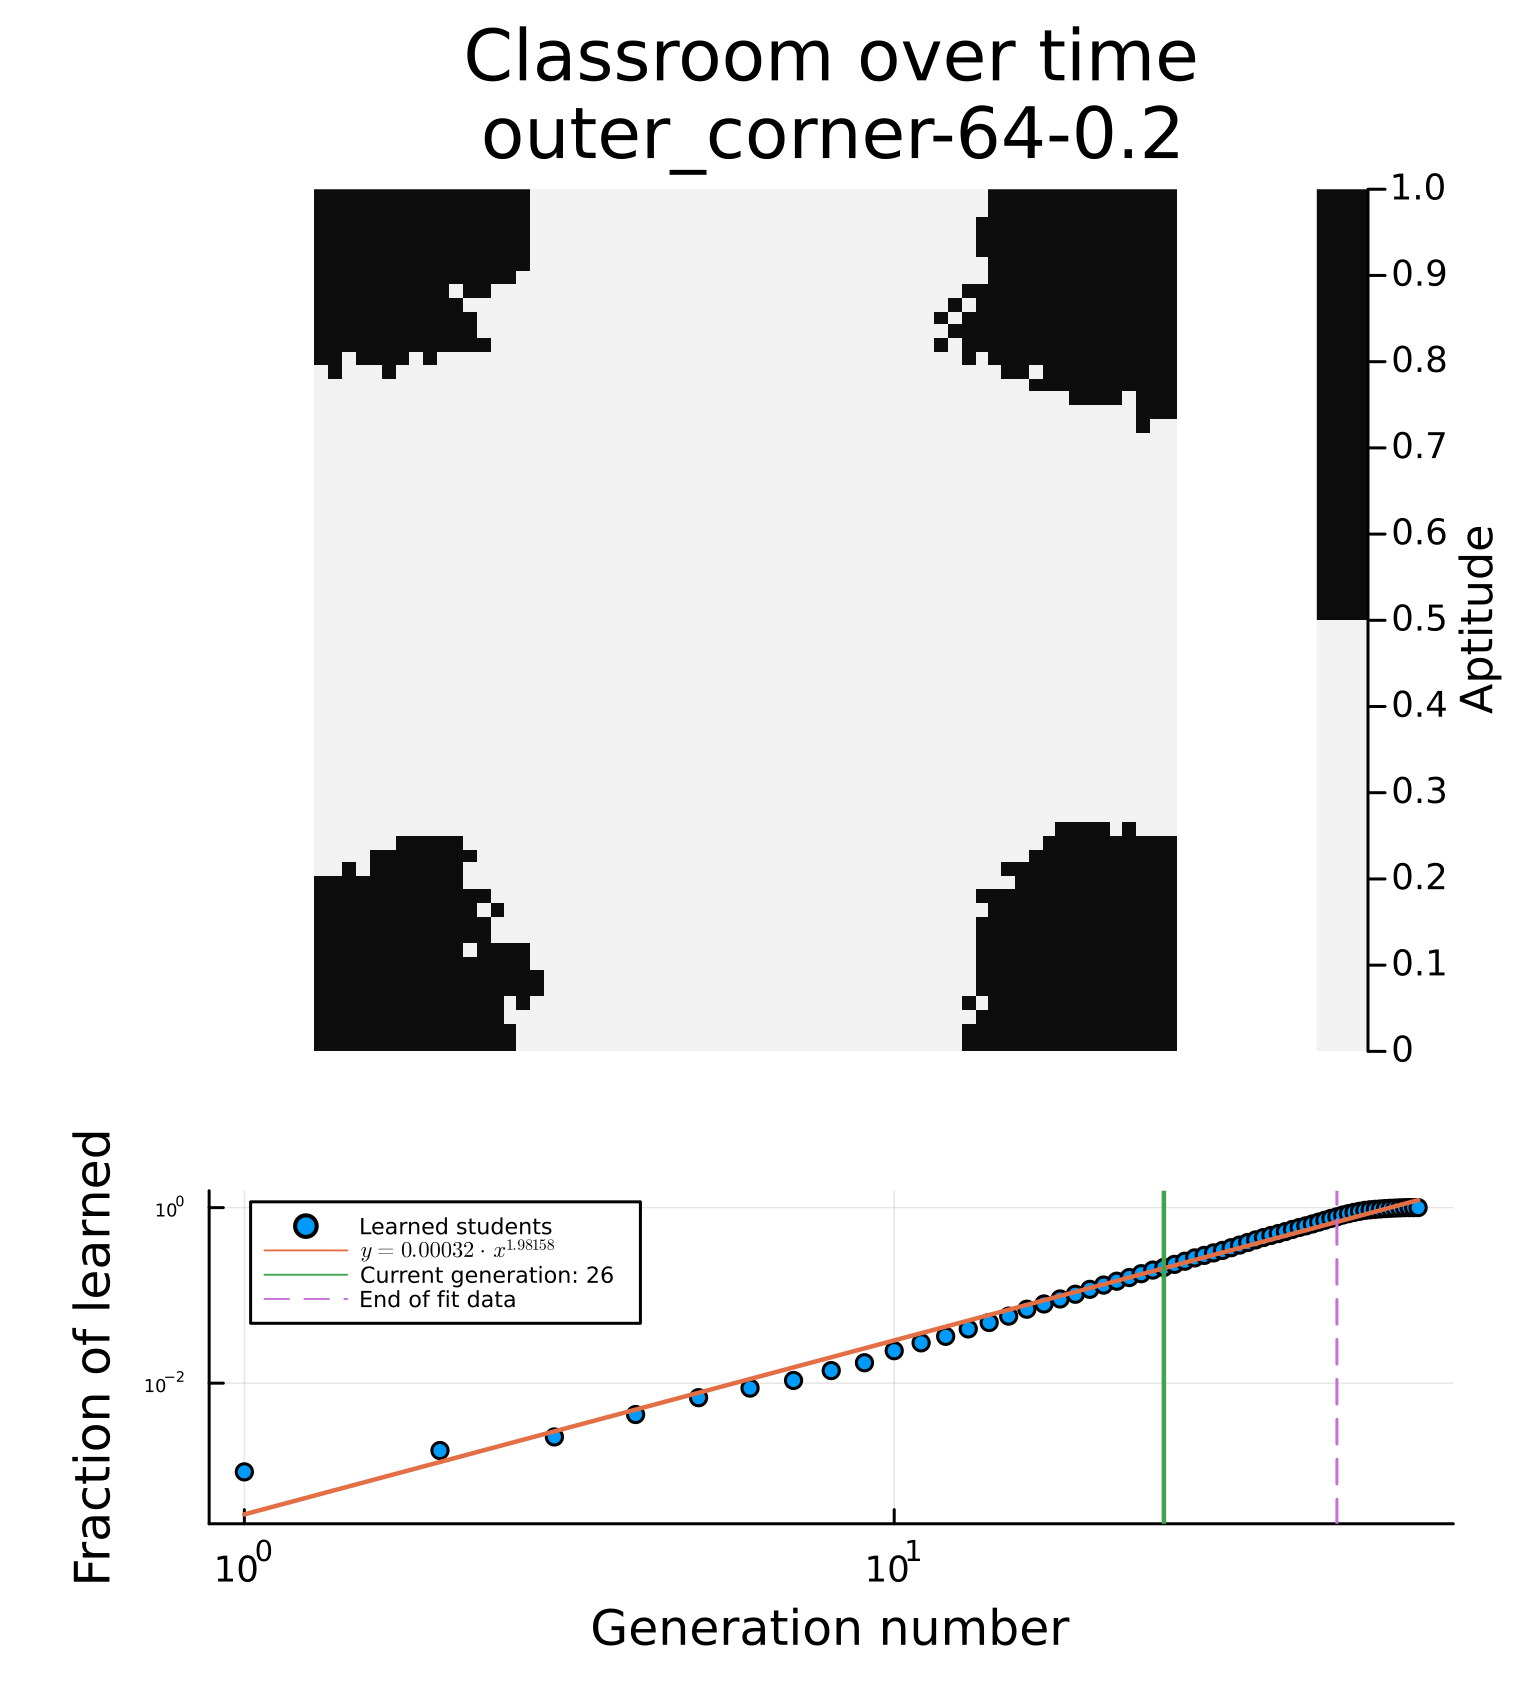 Classroom over time
outer_corner-64-0.2
1.0
0.9
0.8
0.7
0.6
0.5
0.4
0.3
0.2
0.1
0
Aptitude
Fraction of learned
10^0
10^-2
Learned students
y = 0.00032 · x^1.98158
Current generation: 26
End of fit data
10^0
10^1
Generation number